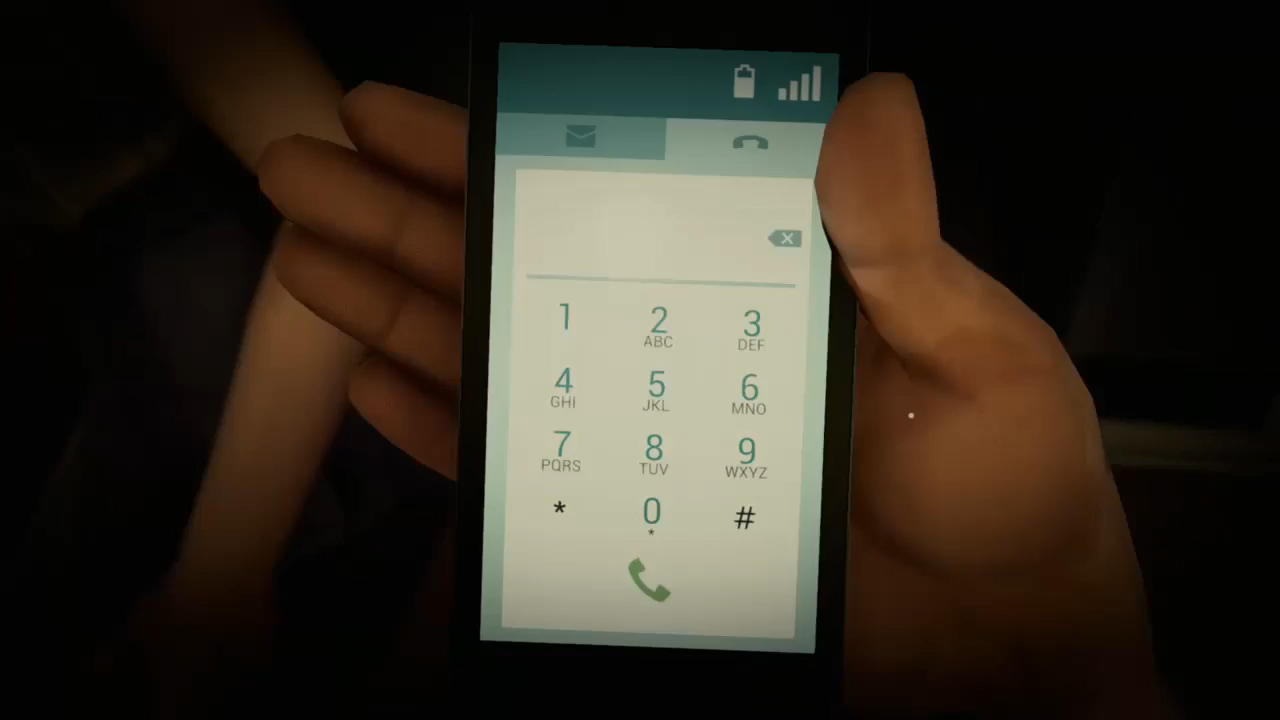 1 2 3
ABC DEF
4 5 6
GHI JKL MNO
7 8 9
PQRS TUV WXYZ
* 0 #
*